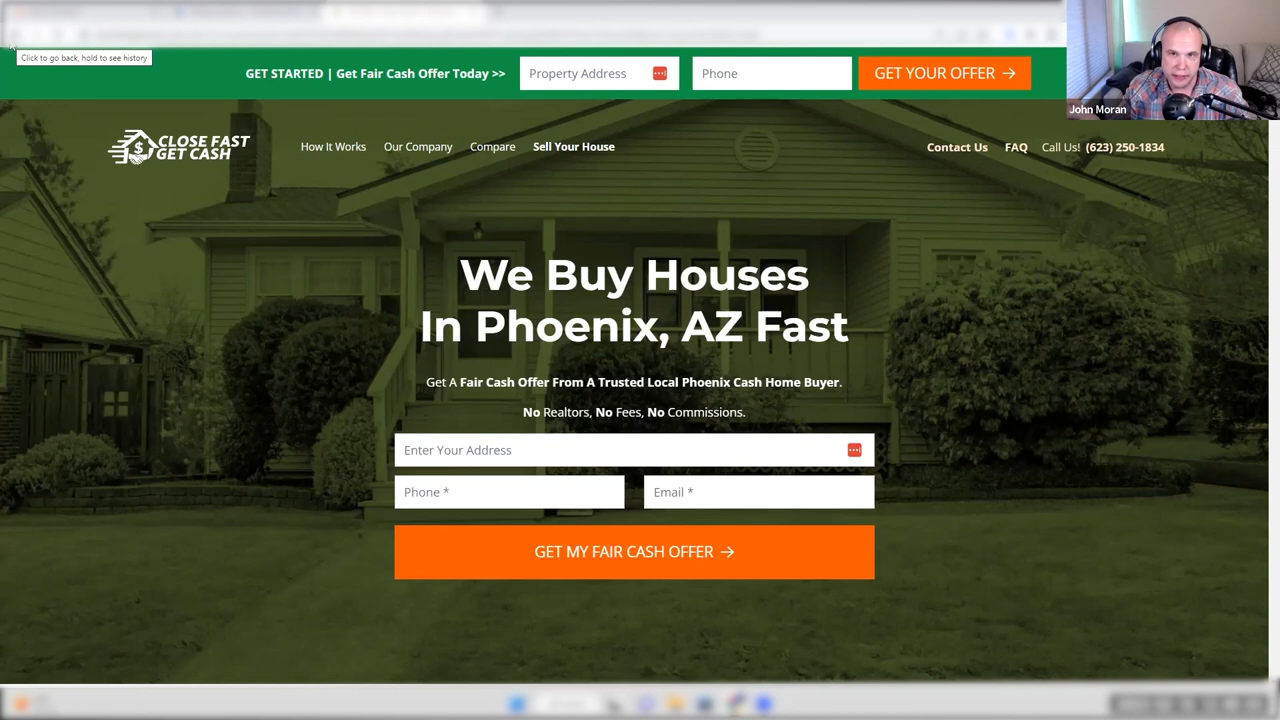 Click to go back, hold to see history
GET STARTED | Get Fair Cash Offer Today >>
Property Address
Phone
GET YOUR OFFER →
John Moran
CLOSE FAST
GET CASH
How It Works
Our Company
Compare
Sell Your House
Contact Us
FAQ
Call Us! (623) 250-1834
We Buy Houses
In Phoenix, AZ Fast
Get A Fair Cash Offer From A Trusted Local Phoenix Cash Home Buyer.
No Realtors, No Fees, No Commissions.
Enter Your Address
Phone *
Email *
GET MY FAIR CASH OFFER →